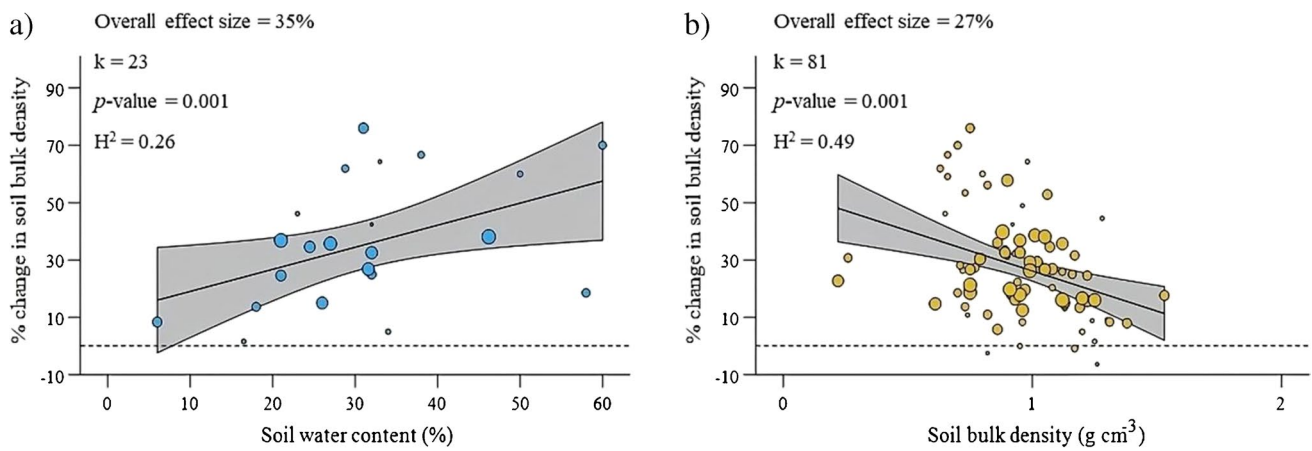 a)
Overall effect size = 35%
k = 23
p-value = 0.001
H² = 0.26
% change in soil bulk density
90
70
50
30
10
-10
0 10 20 30 40 50 60
Soil water content (%)
b)
Overall effect size = 27%
k = 81
p-value = 0.001
H² = 0.49
% change in soil bulk density
90
70
50
30
10
-10
0 1 2
Soil bulk density (g cm⁻³)